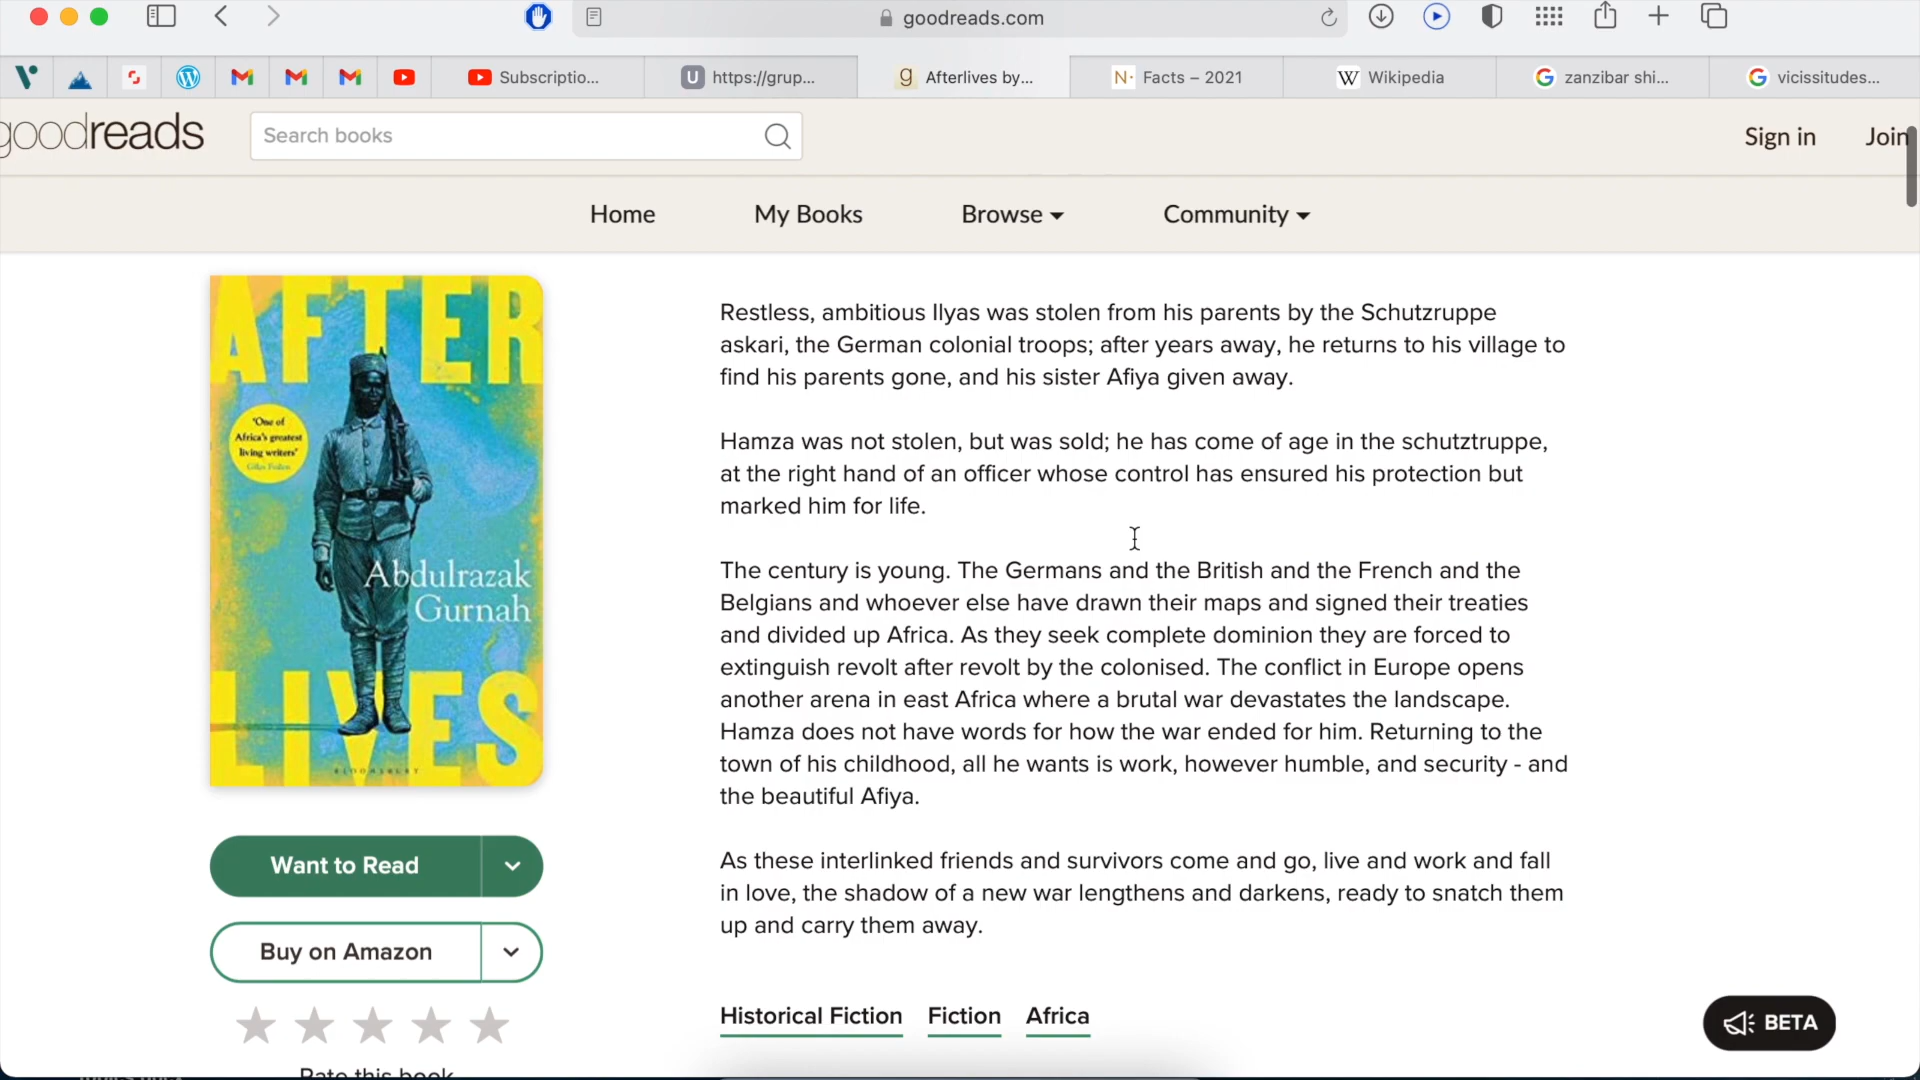 goodreads.com
Subscriptio...
U https://grup...
g Afterlives by...
N• Facts – 2021
W Wikipedia
G zanzibar shi...
G vicissitudes...
goodreads
Search books
Sign in
Join
Home
My Books
Browse
Community
AFTER
'One of
Africa's greatest
living writers'
Giles Foden
Abdulrazak
Gurnah
LIVES
BLOOMSBURY
Restless, ambitious Ilyas was stolen from his parents by the Schutzruppe
askari, the German colonial troops; after years away, he returns to his village to
find his parents gone, and his sister Afiya given away.
Hamza was not stolen, but was sold; he has come of age in the schutztruppe,
at the right hand of an officer whose control has ensured his protection but
marked him for life.
The century is young. The Germans and the British and the French and the
Belgians and whoever else have drawn their maps and signed their treaties
and divided up Africa. As they seek complete dominion they are forced to
extinguish revolt after revolt by the colonised. The conflict in Europe opens
another arena in east Africa where a brutal war devastates the landscape.
Hamza does not have words for how the war ended for him. Returning to the
town of his childhood, all he wants is work, however humble, and security - and
the beautiful Afiya.
As these interlinked friends and survivors come and go, live and work and fall
in love, the shadow of a new war lengthens and darkens, ready to snatch them
up and carry them away.
Want to Read
Buy on Amazon
Rate this book
Historical Fiction
Fiction
Africa
BETA